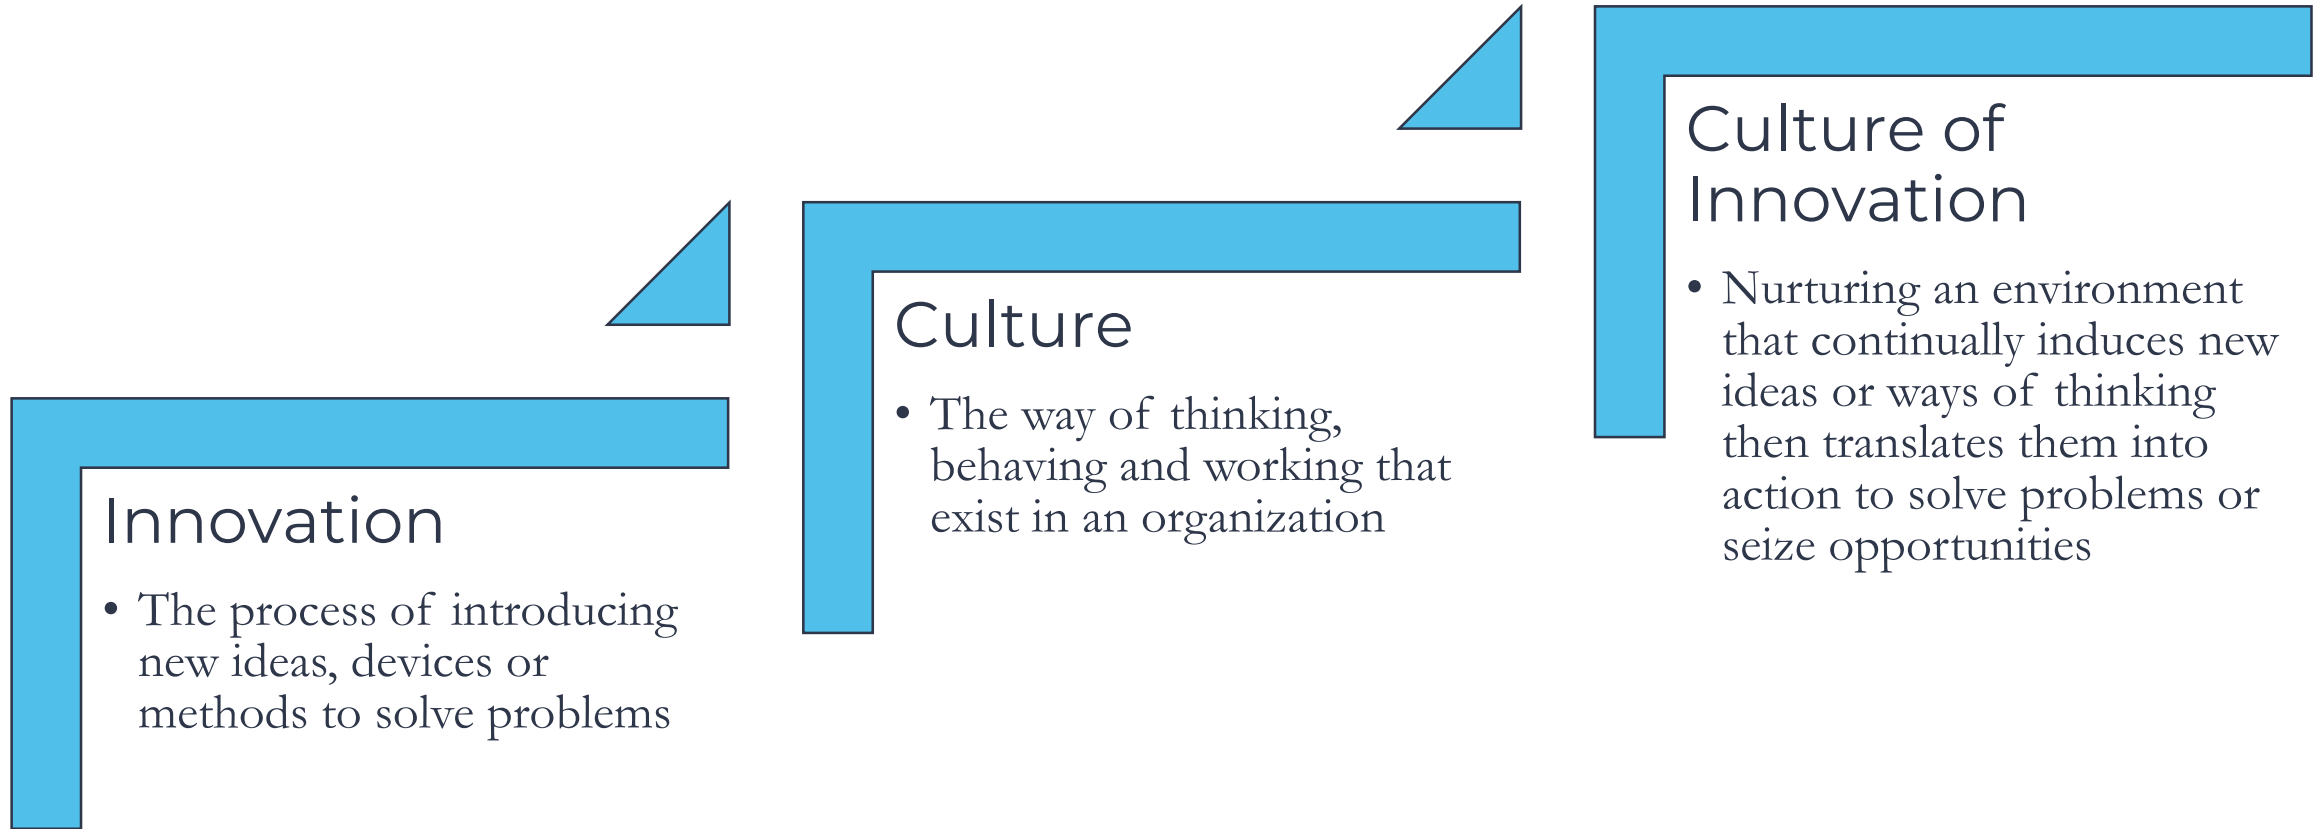 Innovation
• The process of introducing
new ideas, devices or
methods to solve problems
Culture
• The way of thinking,
behaving and working that
exist in an organization
Culture of
Innovation
• Nurturing an environment
that continually induces new
ideas or ways of thinking
then translates them into
action to solve problems or
seize opportunities